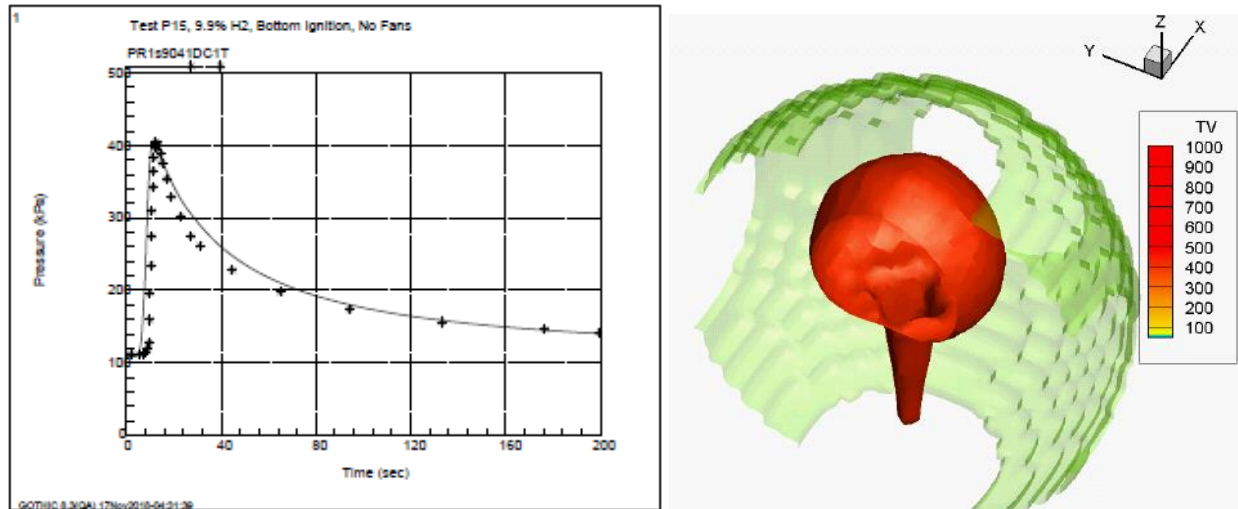 1
Test P15, 9.9% H2, Bottom Ignition, No Fans
PR1s9041DC1T
500
400
300
200
100
0
Pressure (kPa)
0 40 80 120 160 200
Time (sec)
GOTHIC 8.3(QA) 17Nov2018-04:31:39
Z
X
Y
TV
1000
900
800
700
600
500
400
300
200
100